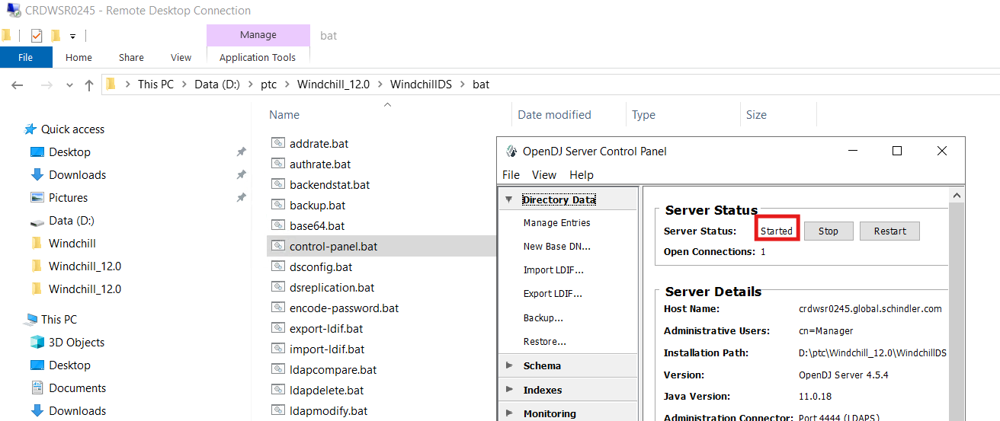 CRDWSR0245 - Remote Desktop Connection
Manage
bat
File
Home
Share
View
Application Tools
This PC
Data (D:)
ptc
Windchill_12.0
WindchillDS
bat
Name
Date modified
Type
Size
Quick access
Desktop
Downloads
Pictures
Data (D:)
Windchill
Windchill_12.0
Windchill_12.0
This PC
3D Objects
Desktop
Documents
Downloads
addrate.bat
authrate.bat
backendstat.bat
backup.bat
base64.bat
control-panel.bat
dsconfig.bat
dsreplication.bat
encode-password.bat
export-ldif.bat
import-ldif.bat
ldapcompare.bat
ldapdelete.bat
ldapmodify.bat
OpenDJ Server Control Panel
File View Help
Directory Data
Manage Entries
New Base DN...
Import LDIF...
Export LDIF...
Backup...
Restore...
Schema
Indexes
Monitoring
Server Status
Server Status: Started Stop Restart
Open Connections: 1
Server Details
Host Name: crdwsr0245.global.schindler.com
Administrative Users: cn=Manager
Installation Path: D:\ptc\Windchill_12.0\WindchillDS
Version: OpenDJ Server 4.5.4
Java Version: 11.0.18
Administration Connector: Port 4444 (LDAPS)